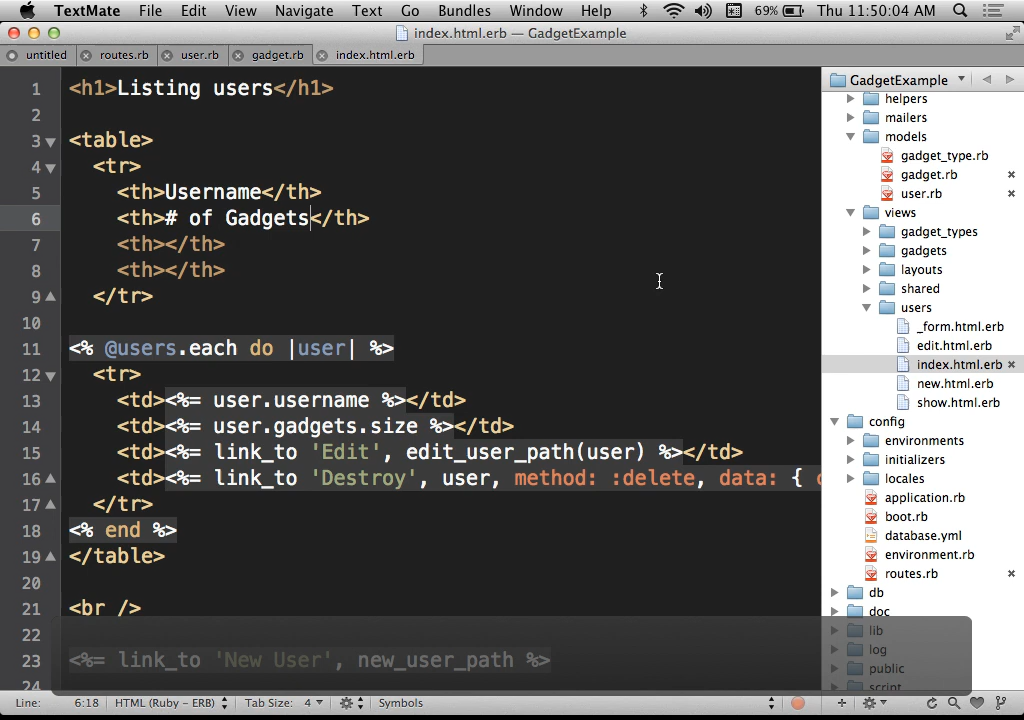 TextMate File Edit View Navigate Text Go Bundles Window Help 69% Thu 11:50:04 AM
index.html.erb — GadgetExample
untitled routes.rb user.rb gadget.rb index.html.erb
1 <h1>Listing users</h1>
2
3 <table>
4 <tr>
5 <th>Username</th>
6 <th># of Gadgets</th>
7 <th></th>
8 <th></th>
9 </tr>
10
11 <% @users.each do |user| %>
12 <tr>
13 <td><%= user.username %></td>
14 <td><%= user.gadgets.size %></td>
15 <td><%= link_to 'Edit', edit_user_path(user) %></td>
16 <td><%= link_to 'Destroy', user, method: :delete, data: {
17 </tr>
18 <% end %>
19 </table>
20
21 <br />
22
23 <%= link_to 'New User', new_user_path %>
24
GadgetExample
helpers
mailers
models
gadget_type.rb
gadget.rb
user.rb
views
gadget_types
gadgets
layouts
shared
users
_form.html.erb
edit.html.erb
index.html.erb
new.html.erb
show.html.erb
config
environments
initializers
locales
application.rb
boot.rb
database.yml
environment.rb
routes.rb
db
doc
lib
log
public
script
Line: 6:18 HTML (Ruby – ERB) Tab Size: 4 Symbols